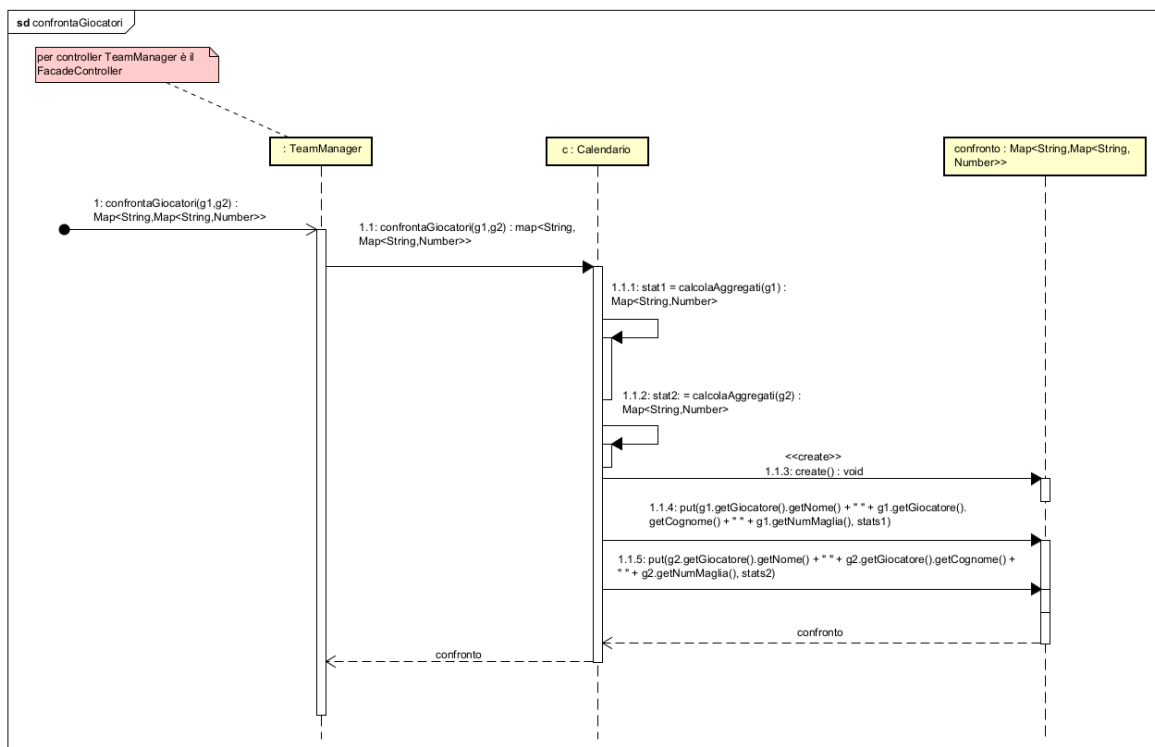 sd confrontaGiocatori
per controller TeamManager è il
FacadeController
: TeamManager
c : Calendario
confronto : Map<String,Map<String,
Number>>
1: confrontaGiocatori(g1,g2) :
Map<String,Map<String,Number>>
1.1: confrontaGiocatori(g1,g2) : map<String,
Map<String,Number>>
1.1.1: stat1 = calcolaAggregati(g1) :
Map<String,Number>
1.1.2: stat2: = calcolaAggregati(g2) :
Map<String,Number>
<<create>>
1.1.3: create() : void
1.1.4: put(g1.getGiocatore().getNome() + " " + g1.getGiocatore().
getCognome() + " " + g1.getNumMaglia(), stats1)
1.1.5: put(g2.getGiocatore().getNome() + " " + g2.getGiocatore().getCognome() +
" " + g2.getNumMaglia(), stats2)
confronto
confronto